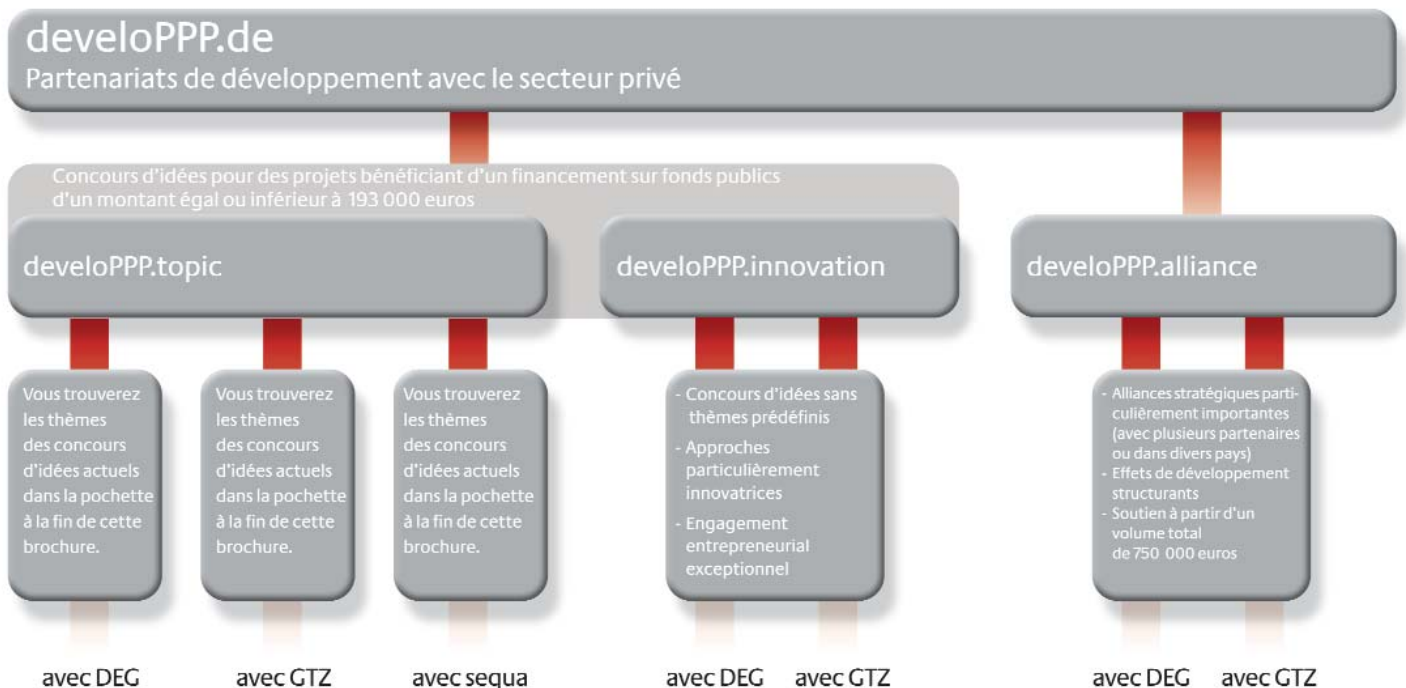 develoPPP.de
Partenariats de développement avec le secteur privé
Concours d'idées pour des projets bénéficiant d'un financement sur fonds publics
d'un montant égal ou inférieur à 193 000 euros
develoPPP.topic
develoPPP.innovation
develoPPP.alliance
Vous trouverez
les thèmes
des concours
d'idées actuels
dans la pochette
à la fin de cette
brochure.
Vous trouverez
les thèmes
des concours
d'idées actuels
dans la pochette
à la fin de cette
brochure.
Vous trouverez
les thèmes
des concours
d'idées actuels
dans la pochette
à la fin de cette
brochure.
- Concours d'idées sans
thèmes prédéfinis
- Approches
particulièrement
innovatrices
- Engagement
entrepreneurial
exceptionnel
- Alliances stratégiques parti-
culièrement importantes
(avec plusieurs partenaires
ou dans divers pays)
- Effets de développement
structurants
- Soutien à partir d'un
volume total
de 750 000 euros
avec DEG
avec GTZ
avec sequa
avec DEG
avec GTZ
avec DEG
avec GTZ